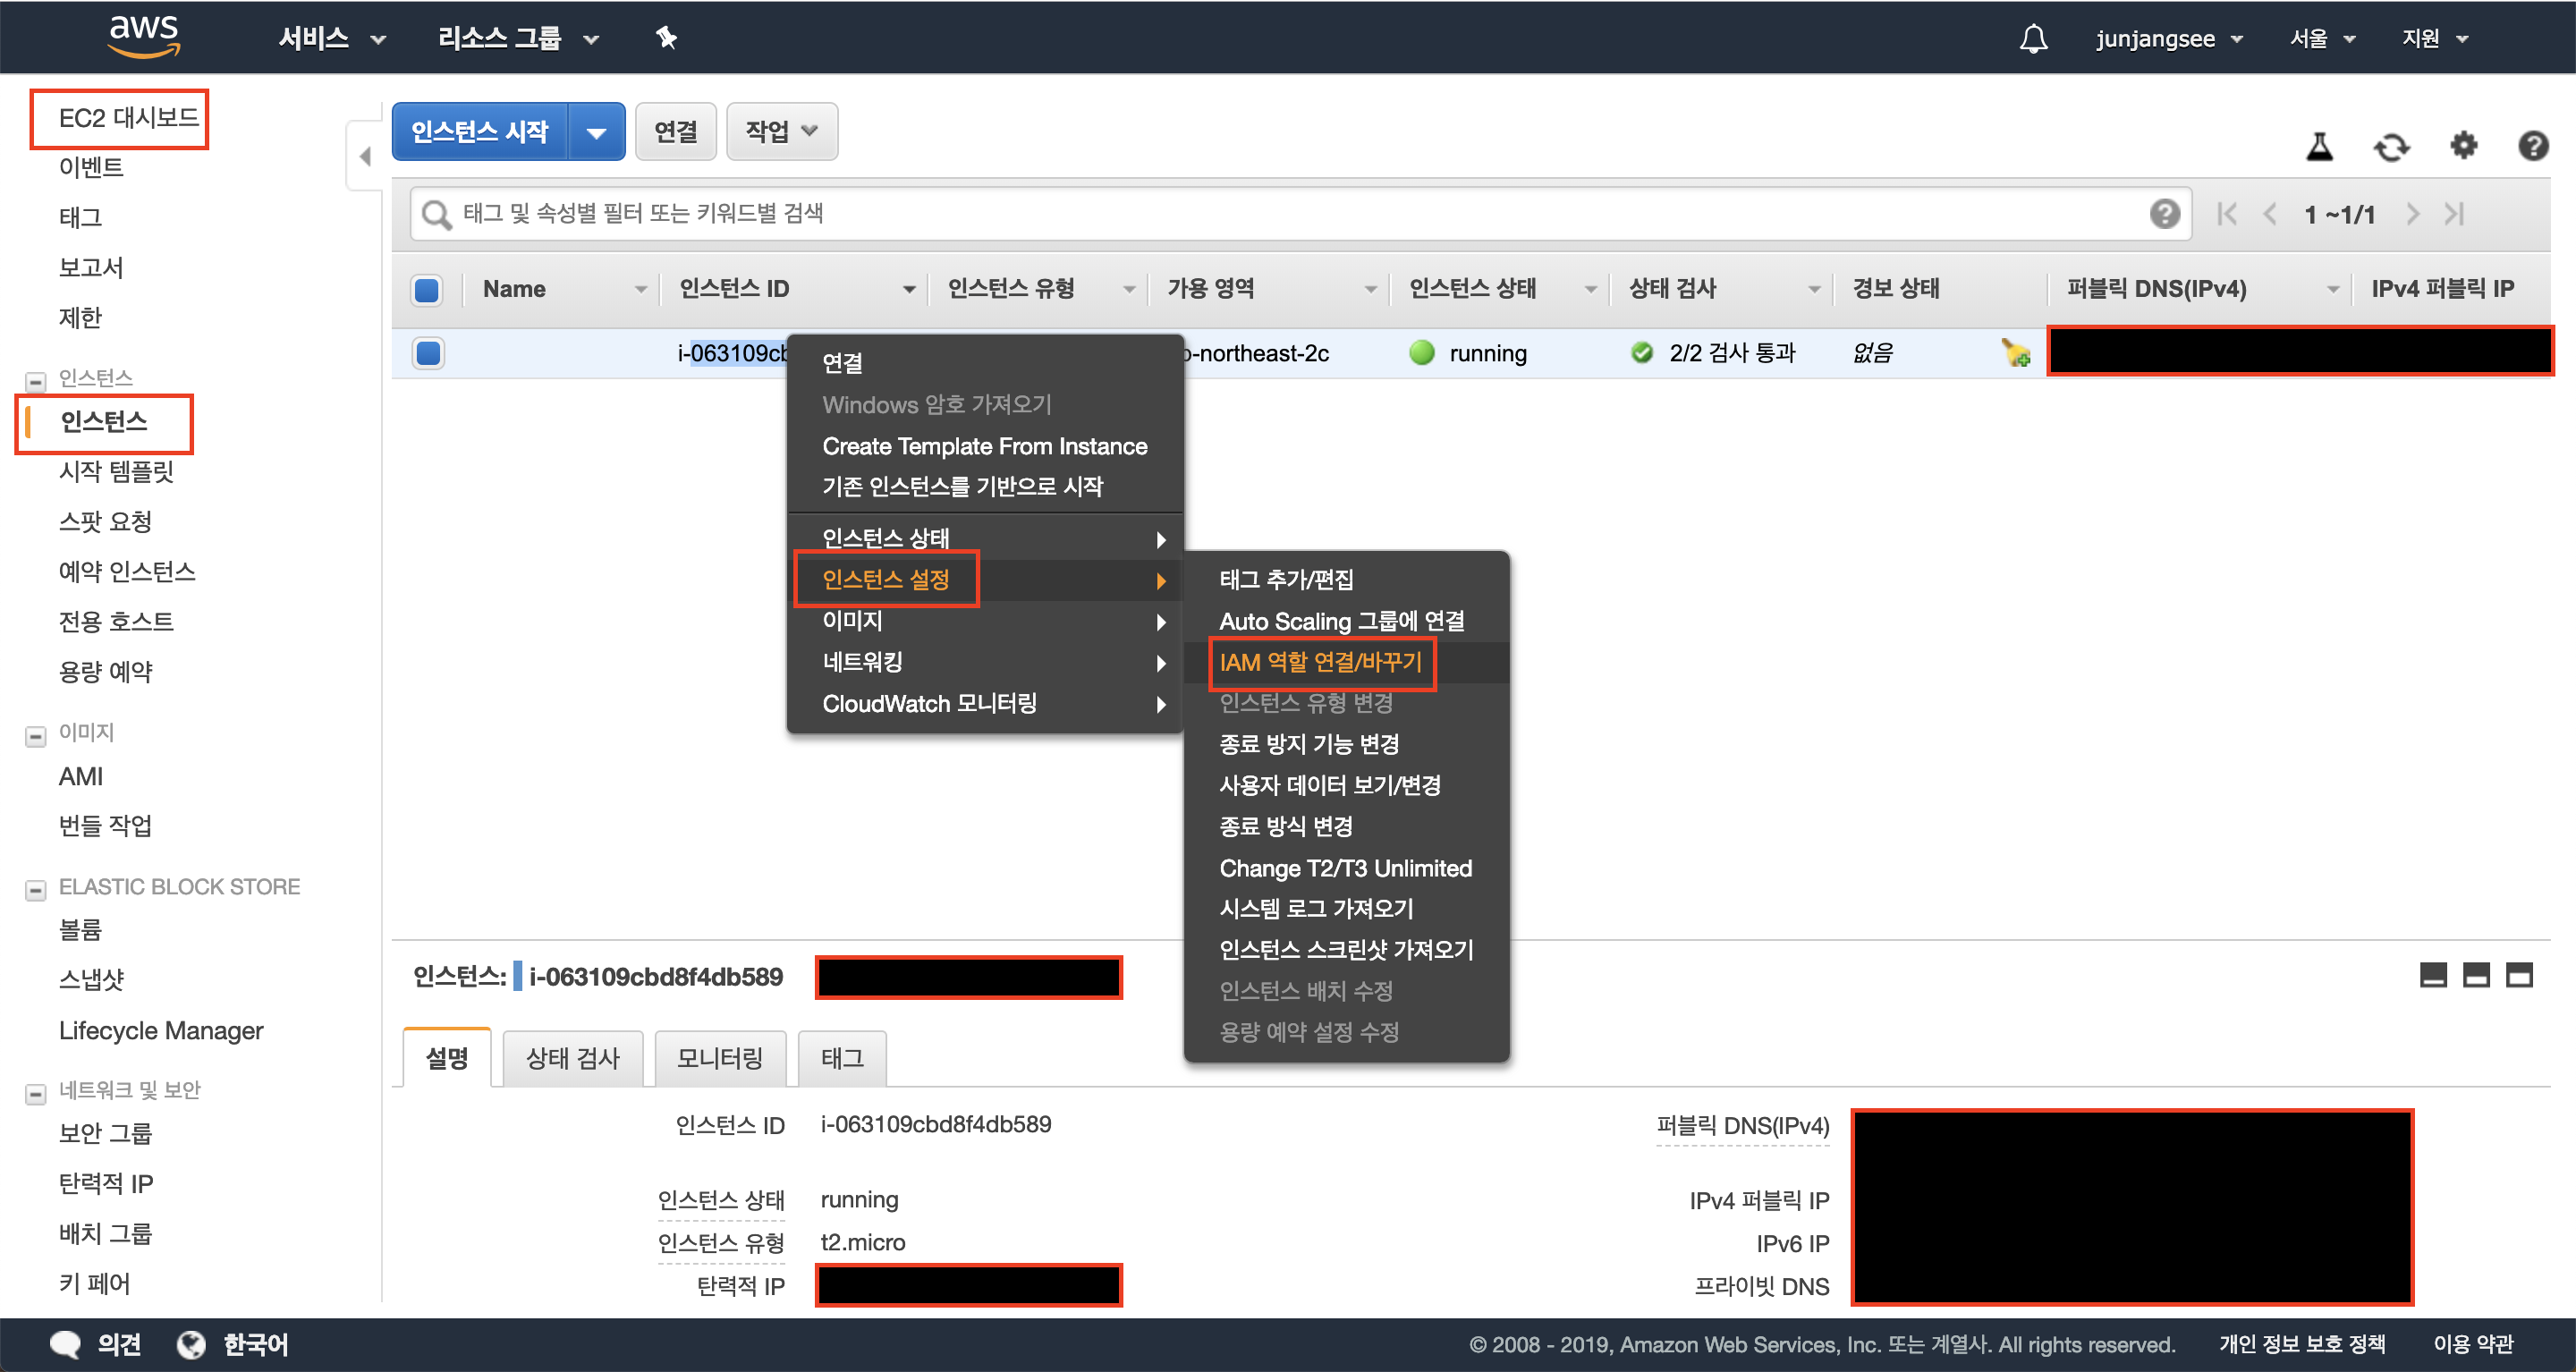 aws 서비스 리소스 그룹 junjangsee 서울 지원
EC2 대시보드
이벤트
태그
보고서
제한
인스턴스
인스턴스
시작 템플릿
스팟 요청
예약 인스턴스
전용 호스트
용량 예약
이미지
AMI
번들 작업
ELASTIC BLOCK STORE
볼륨
스냅샷
Lifecycle Manager
네트워크 및 보안
보안 그룹
탄력적 IP
배치 그룹
키 페어
인스턴스 시작 연결 작업
태그 및 속성별 필터 또는 키워드별 검색 1 ~1/1
Name 인스턴스 ID 인스턴스 유형 가용 영역 인스턴스 상태 상태 검사 경보 상태 퍼블릭 DNS(IPv4) IPv4 퍼블릭 IP
i-063109cb -northeast-2c running 2/2 검사 통과 없음
연결
Windows 암호 가져오기
Create Template From Instance
기존 인스턴스를 기반으로 시작
인스턴스 상태
인스턴스 설정
이미지
네트워킹
CloudWatch 모니터링
태그 추가/편집
Auto Scaling 그룹에 연결
IAM 역할 연결/바꾸기
인스턴스 유형 변경
종료 방지 기능 변경
사용자 데이터 보기/변경
종료 방식 변경
Change T2/T3 Unlimited
시스템 로그 가져오기
인스턴스 스크린샷 가져오기
인스턴스 배치 수정
용량 예약 설정 수정
인스턴스: i-063109cbd8f4db589
설명 상태 검사 모니터링 태그
인스턴스 ID i-063109cbd8f4db589 퍼블릭 DNS(IPv4)
인스턴스 상태 running IPv4 퍼블릭 IP
인스턴스 유형 t2.micro IPv6 IP
탄력적 IP 프라이빗 DNS
의견 한국어 © 2008 - 2019, Amazon Web Services, Inc. 또는 계열사. All rights reserved. 개인 정보 보호 정책 이용 약관